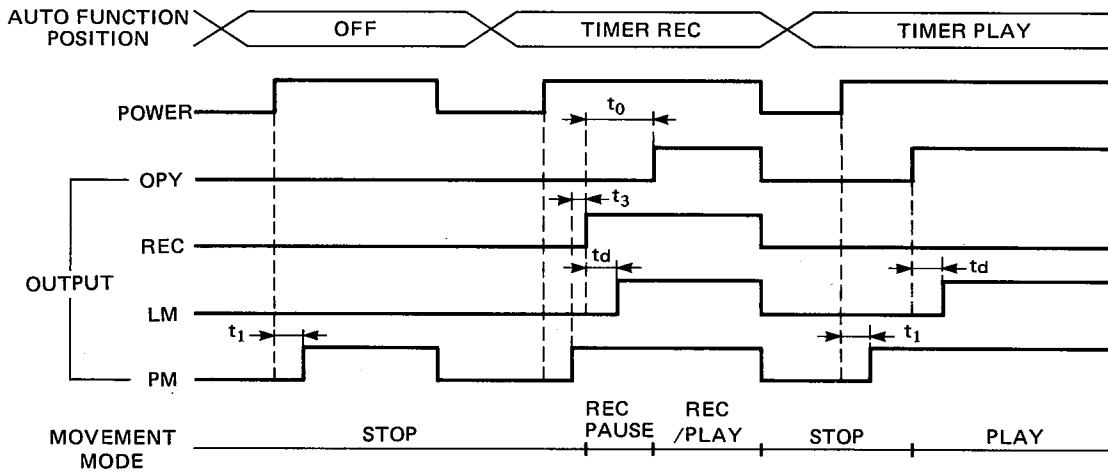 AUTO FUNCTION
POSITION
OFF
TIMER REC
TIMER PLAY
POWER
t0
OPY
t3
REC
OUTPUT
td
td
LM
t1
t1
PM
MOVEMENT
MODE
STOP
REC
PAUSE
REC
/PLAY
STOP
PLAY